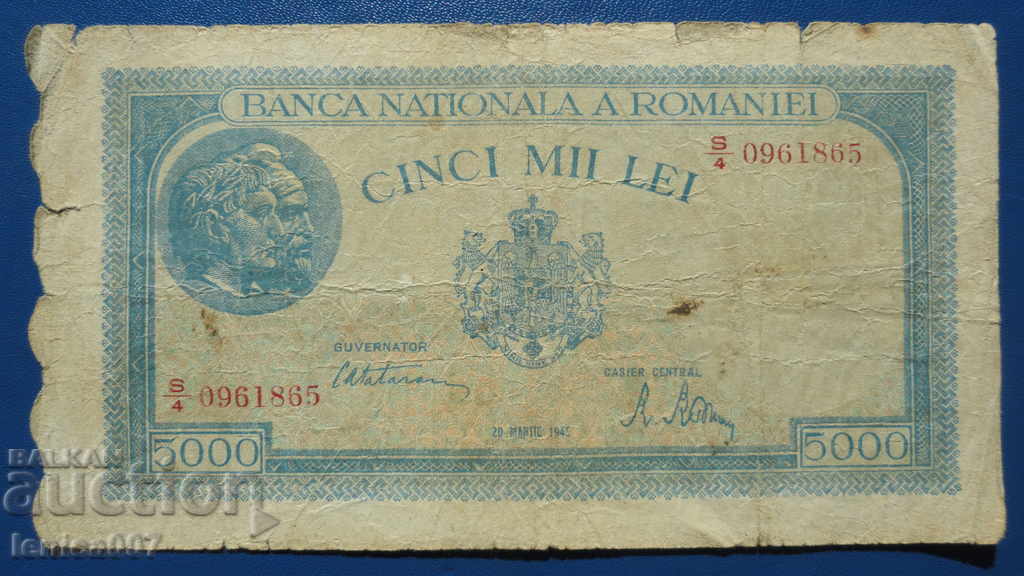 BANCA NATIONALA A ROMANIEI
S/4 0961865
CINCI MII LEI
GUVERNATOR
CASIER CENTRAL
S/4 0961865
20 MARTIE 1945
5000
5000
BALKAN
auction
lernica007